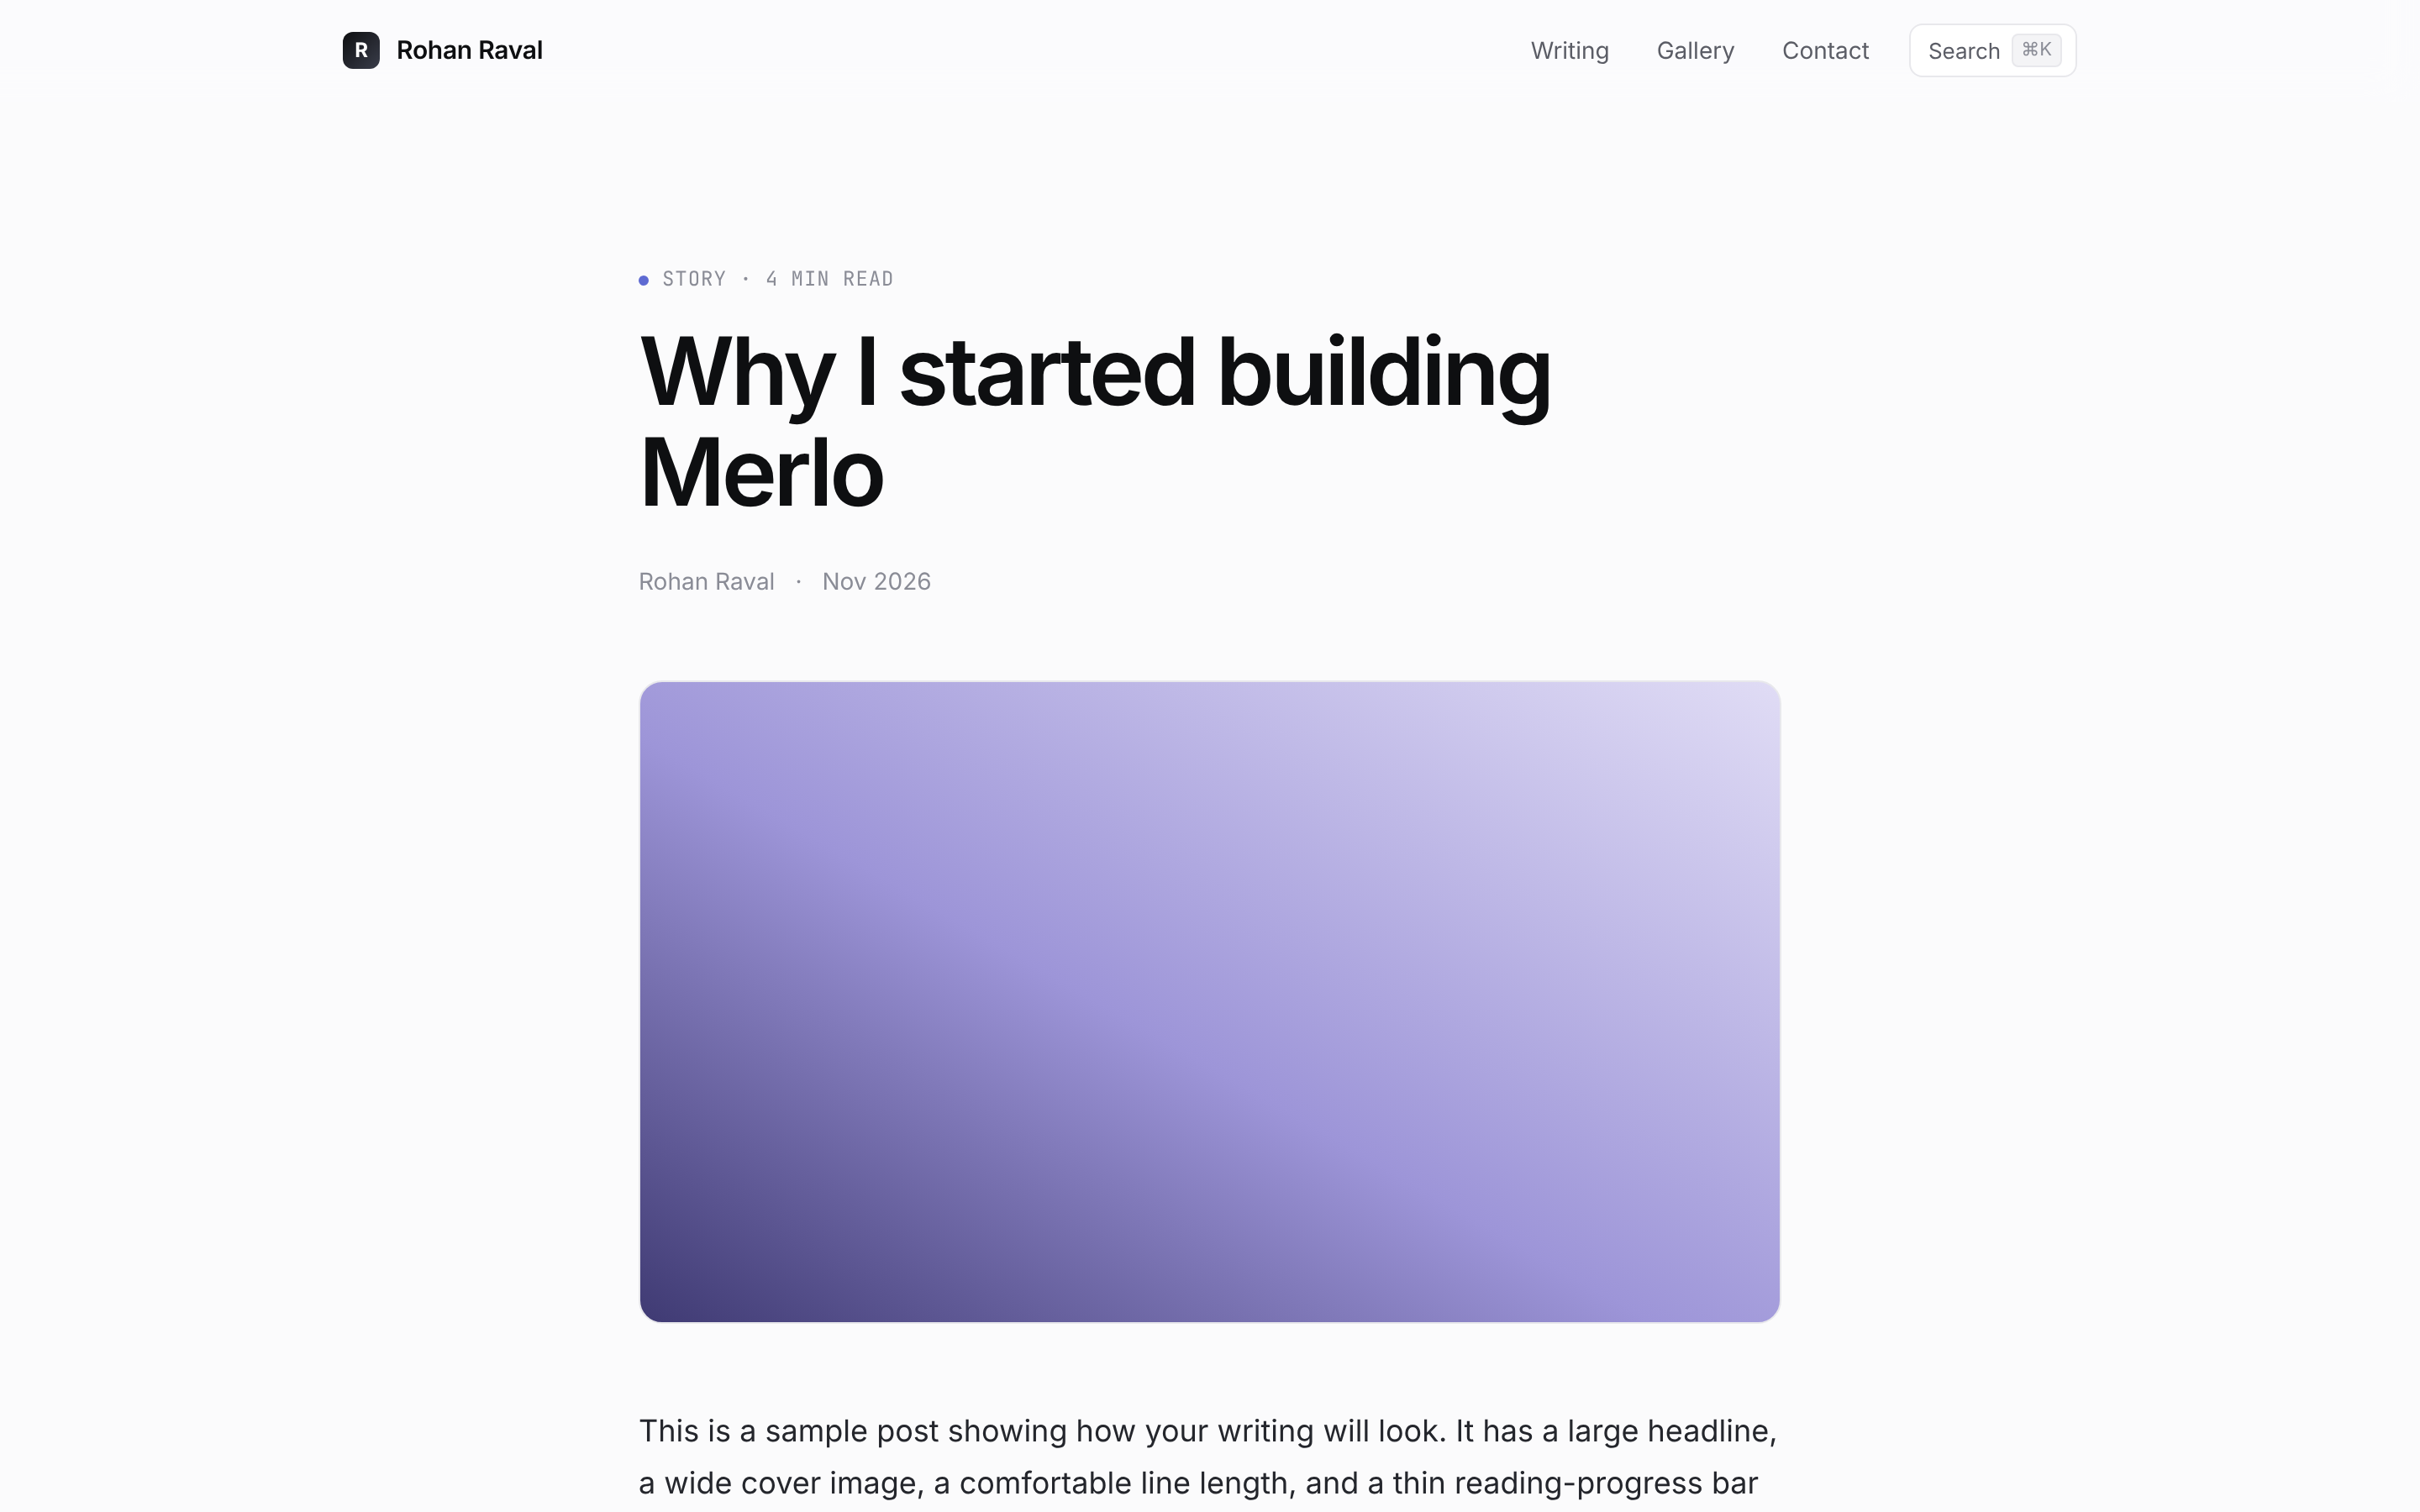 R Rohan Raval
Writing Gallery Contact Search ⌘K
STORY · 4 MIN READ
Why I started building
Merlo
Rohan Raval · Nov 2026
This is a sample post showing how your writing will look. It has a large headline,
a wide cover image, a comfortable line length, and a thin reading-progress bar